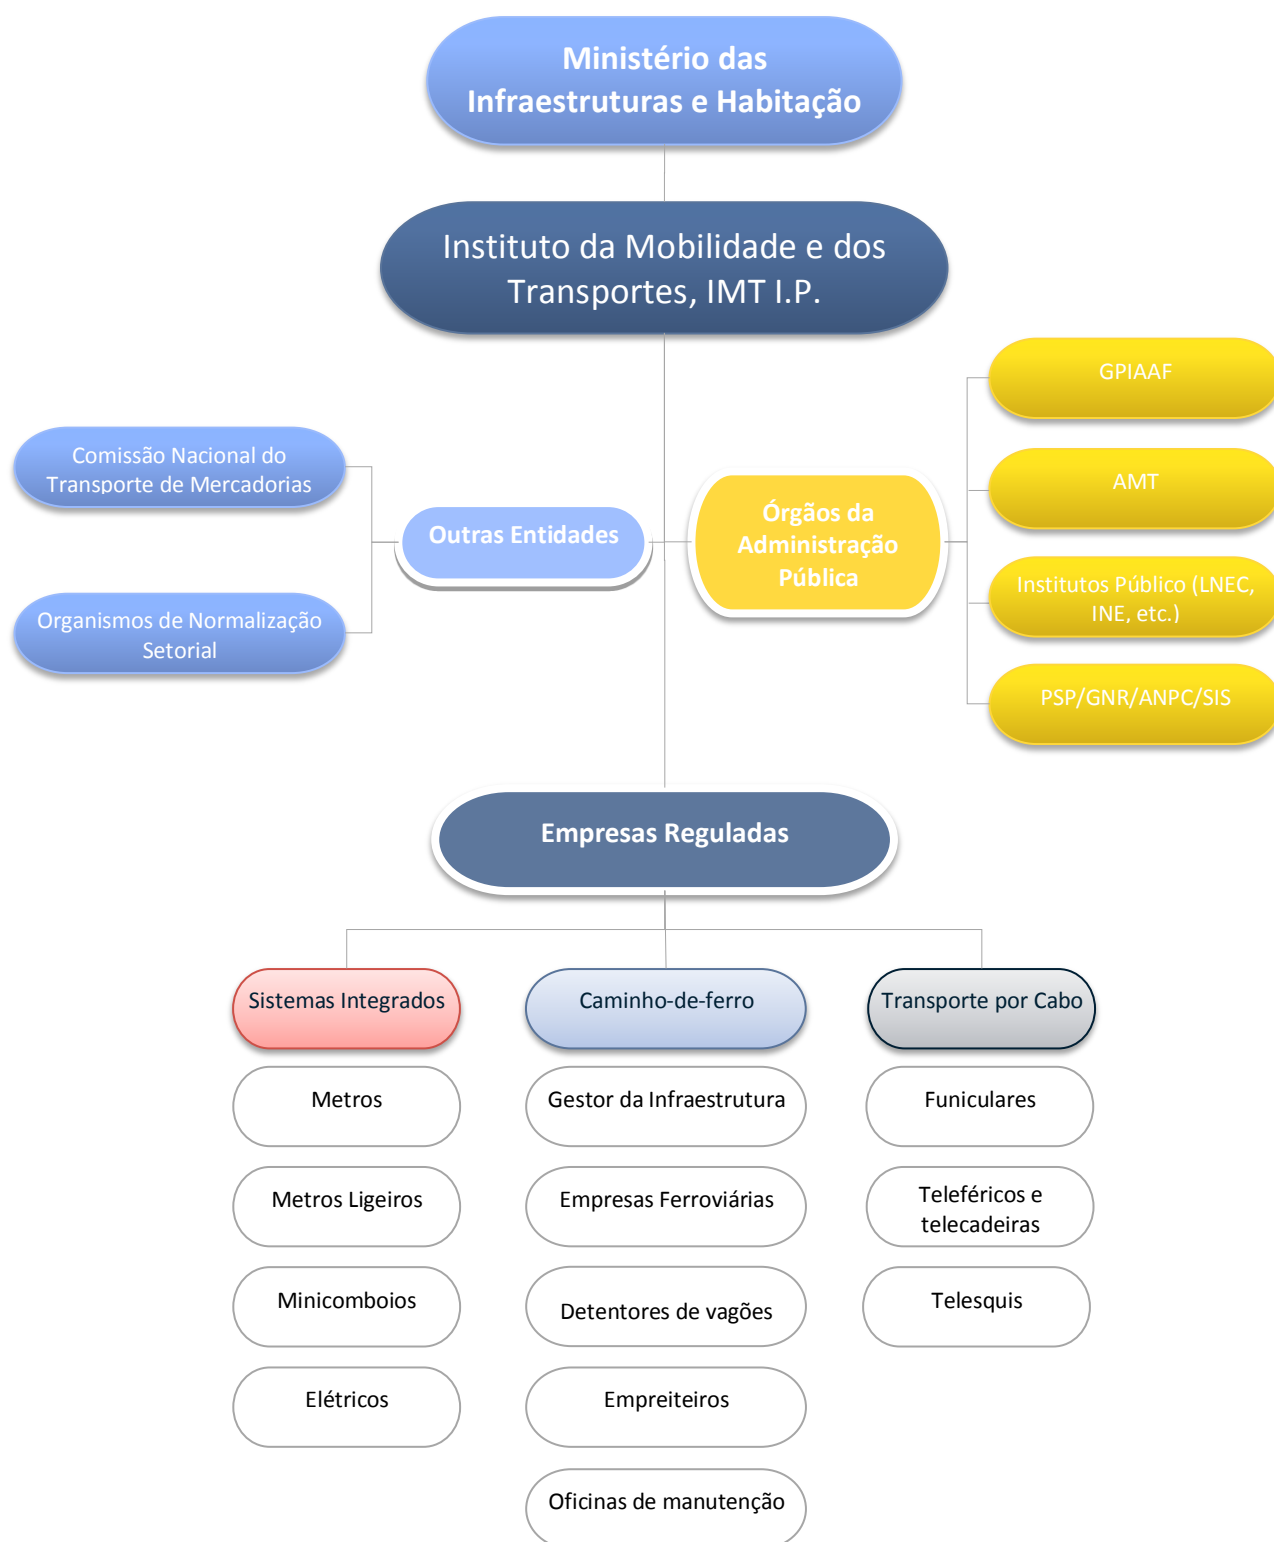 Ministério das
Infraestruturas e Habitação
Instituto da Mobilidade e dos
Transportes, IMT I.P.
GPIAAF
Comissão Nacional do
Transporte de Mercadorias
AMT
Outras Entidades
Órgãos da
Administração
Pública
Institutos Público (LNEC,
INE, etc.)
Organismos de Normalização
Setorial
PSP/GNR/ANPC/SIS
Empresas Reguladas
Sistemas Integrados
Caminho-de-ferro
Transporte por Cabo
Metros
Gestor da Infraestrutura
Funiculares
Metros Ligeiros
Empresas Ferroviárias
Teleféricos e
telecadeiras
Minicomboios
Detentores de vagões
Telesquis
Elétricos
Empreiteiros
Oficinas de manutenção